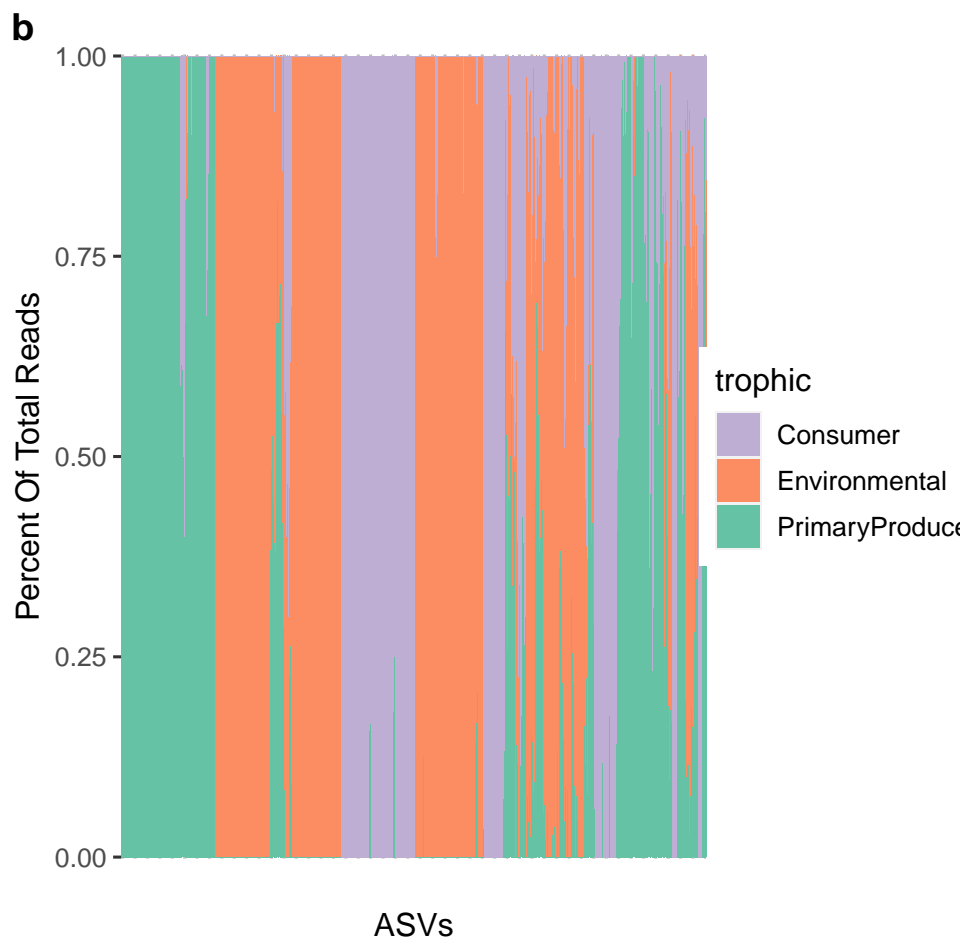 b
1.00
0.75
0.50
0.25
0.00
Percent Of Total Reads
ASVs
trophic
Consumer
Environmental
PrimaryProduce